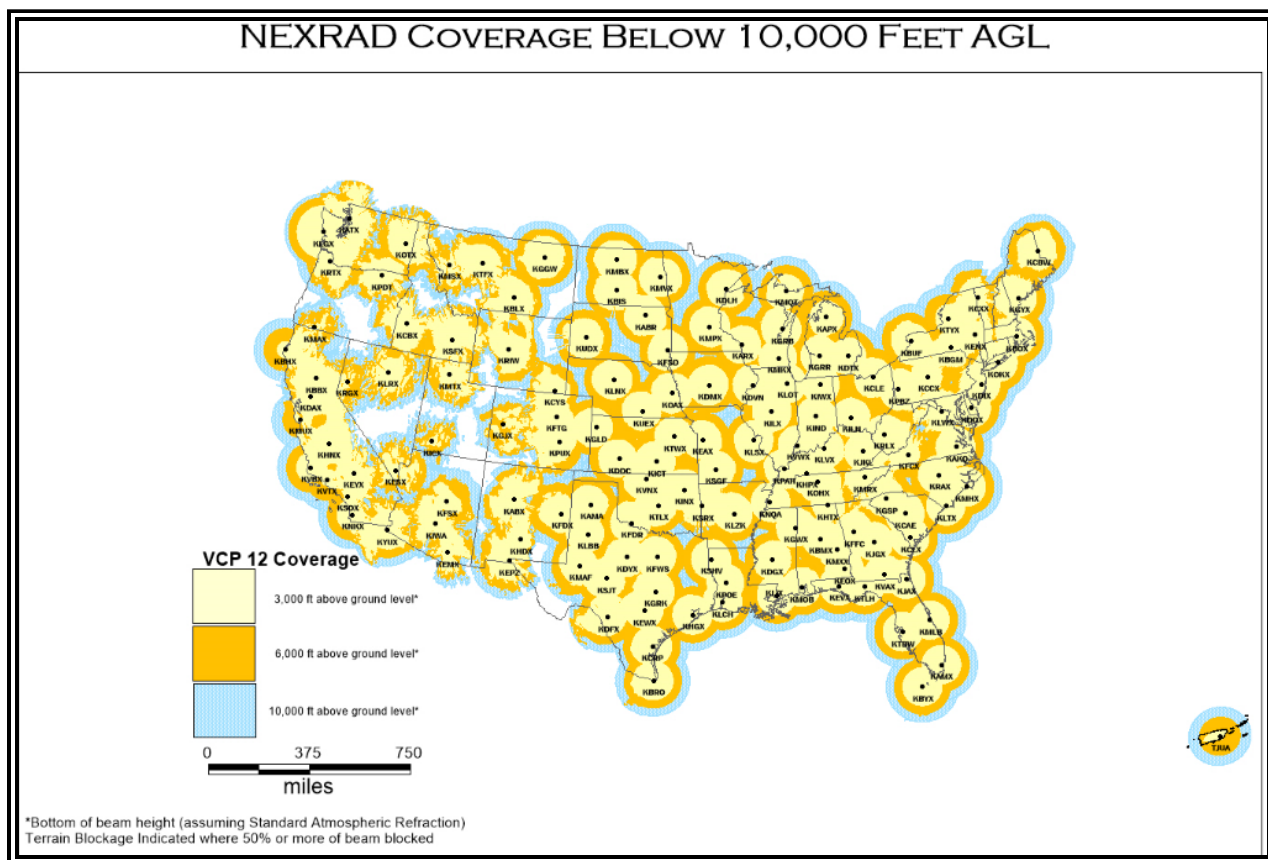 NEXRAD COVERAGE BELOW 10,000 FEET AGL
KATX
KLGX
KOTX
KRTX
KPDT
KMSX
KTFX
KGGW
KBLX
KMBX
KBIS
KMVX
KDLH
KMQT
KCBW
KABR
KMPX
KARX
KGRB
KAPX
KTYX
KCXX
KGYX
KMAX
KCBX
KSFX
KRIW
KUDX
KFSD
KMKX
KGRR
KDTX
KBUF
KBGM
KENX
KBOX
KBHX
KBBX
KRGX
KLRX
KMTX
KCYS
KLNX
KOAX
KDMX
KDVN
KLOT
KIWX
KCLE
KPBZ
KCCX
KDIX
KOKX
KDAX
KMUX
KHNX
KICX
KGJX
KFTG
KPUX
KGLD
KUEX
KTWX
KEAX
KLSX
KILX
KIND
KILN
KRLX
KLWX
KDOX
KVBX
KVTX
KEYX
KESX
KDDC
KICT
KSGF
KPAH
KVWX
KLVX
KJKL
KFCX
KAKQ
KSOX
KNKX
KYUX
KFSX
KIWA
KEMX
KABX
KHDX
KEPZ
KFDX
KAMA
KLBB
KVNX
KTLX
KFDR
KINX
KSRX
KLZK
KNQA
KHPX
KOHX
KMRX
KRAX
KMHX
KLTX
KGSP
KCAE
KCLX
KHTX
KGWX
KBMX
KFFC
KJGX
KMXX
KMAF
KSJT
KDYX
KFWS
KSHV
KPOE
KLCH
KDGX
KLIX
KMOB
KEVX
KEOX
KTLH
KVAX
KJAX
KDFX
KEWX
KGRK
KHGX
KCRP
KBRO
KTBW
KMLB
KAMX
KBYX
TJUA
VCP 12 Coverage
3,000 ft above ground level*
6,000 ft above ground level*
10,000 ft above ground level*
0 375 750
miles
*Bottom of beam height (assuming Standard Atmospheric Refraction)
Terrain Blockage Indicated where 50% or more of beam blocked